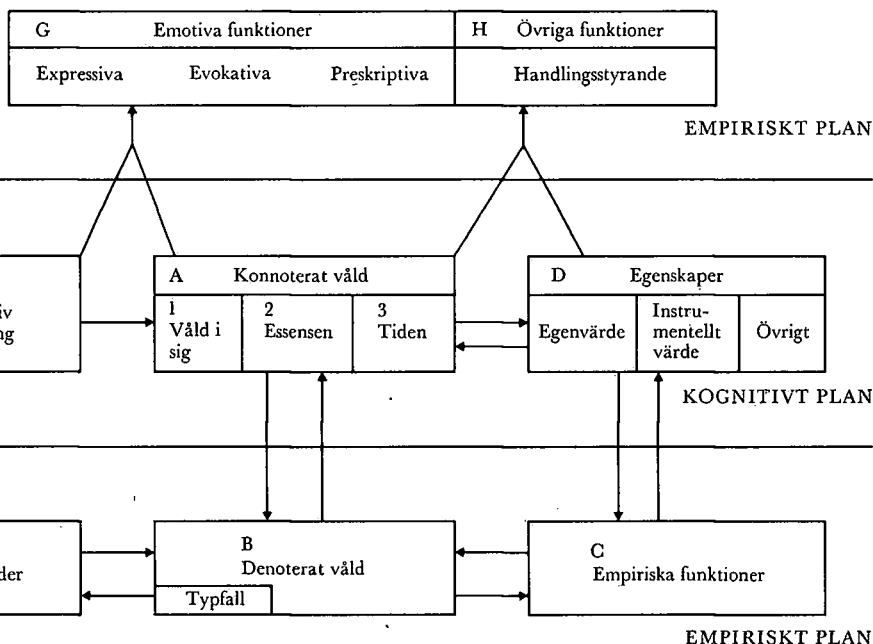 G Emotiva funktioner H Övriga funktioner
Expressiva Evokativa Preskriptiva Handlingsstyrande
EMPIRISKT PLAN
A Konnoterat våld
1 Våld i sig
2 Essensen
3 Tiden
D Egenskaper
Egenvärde
Instru-
mentellt
värde
Övrigt
KOGNITIVT PLAN
B
Denoterat våld
Typfall
C
Empiriska funktioner
EMPIRISKT PLAN